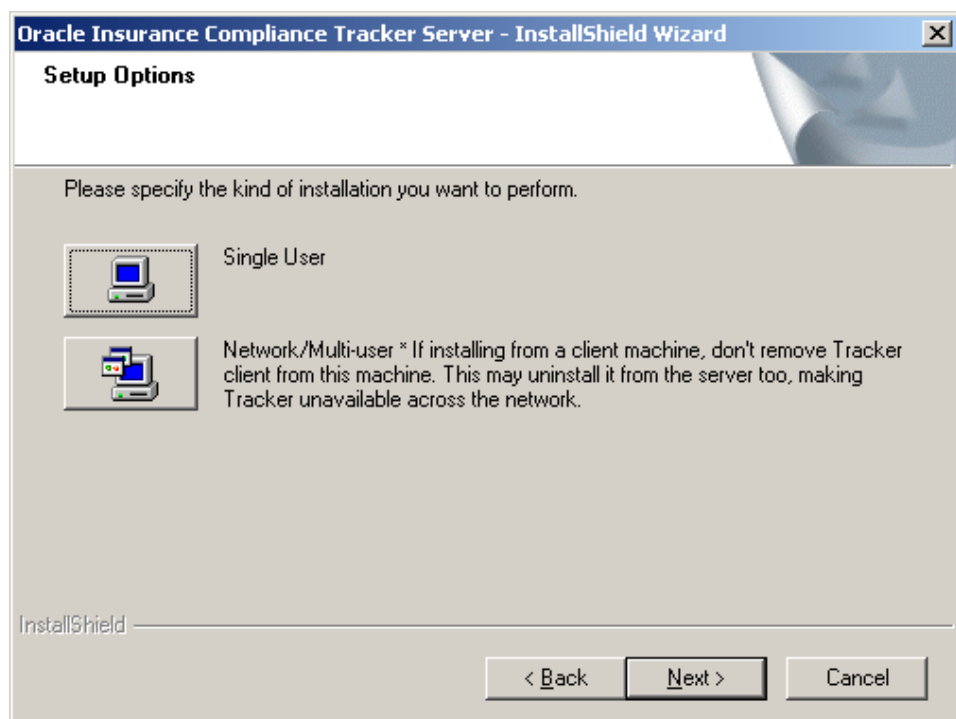 Oracle Insurance Compliance Tracker Server - InstallShield Wizard
Setup Options
Please specify the kind of installation you want to perform.
Single User
Network/Multi-user * If installing from a client machine, don't remove Tracker
client from this machine. This may uninstall it from the server too, making
Tracker unavailable across the network.
InstallShield
< Back
Next >
Cancel